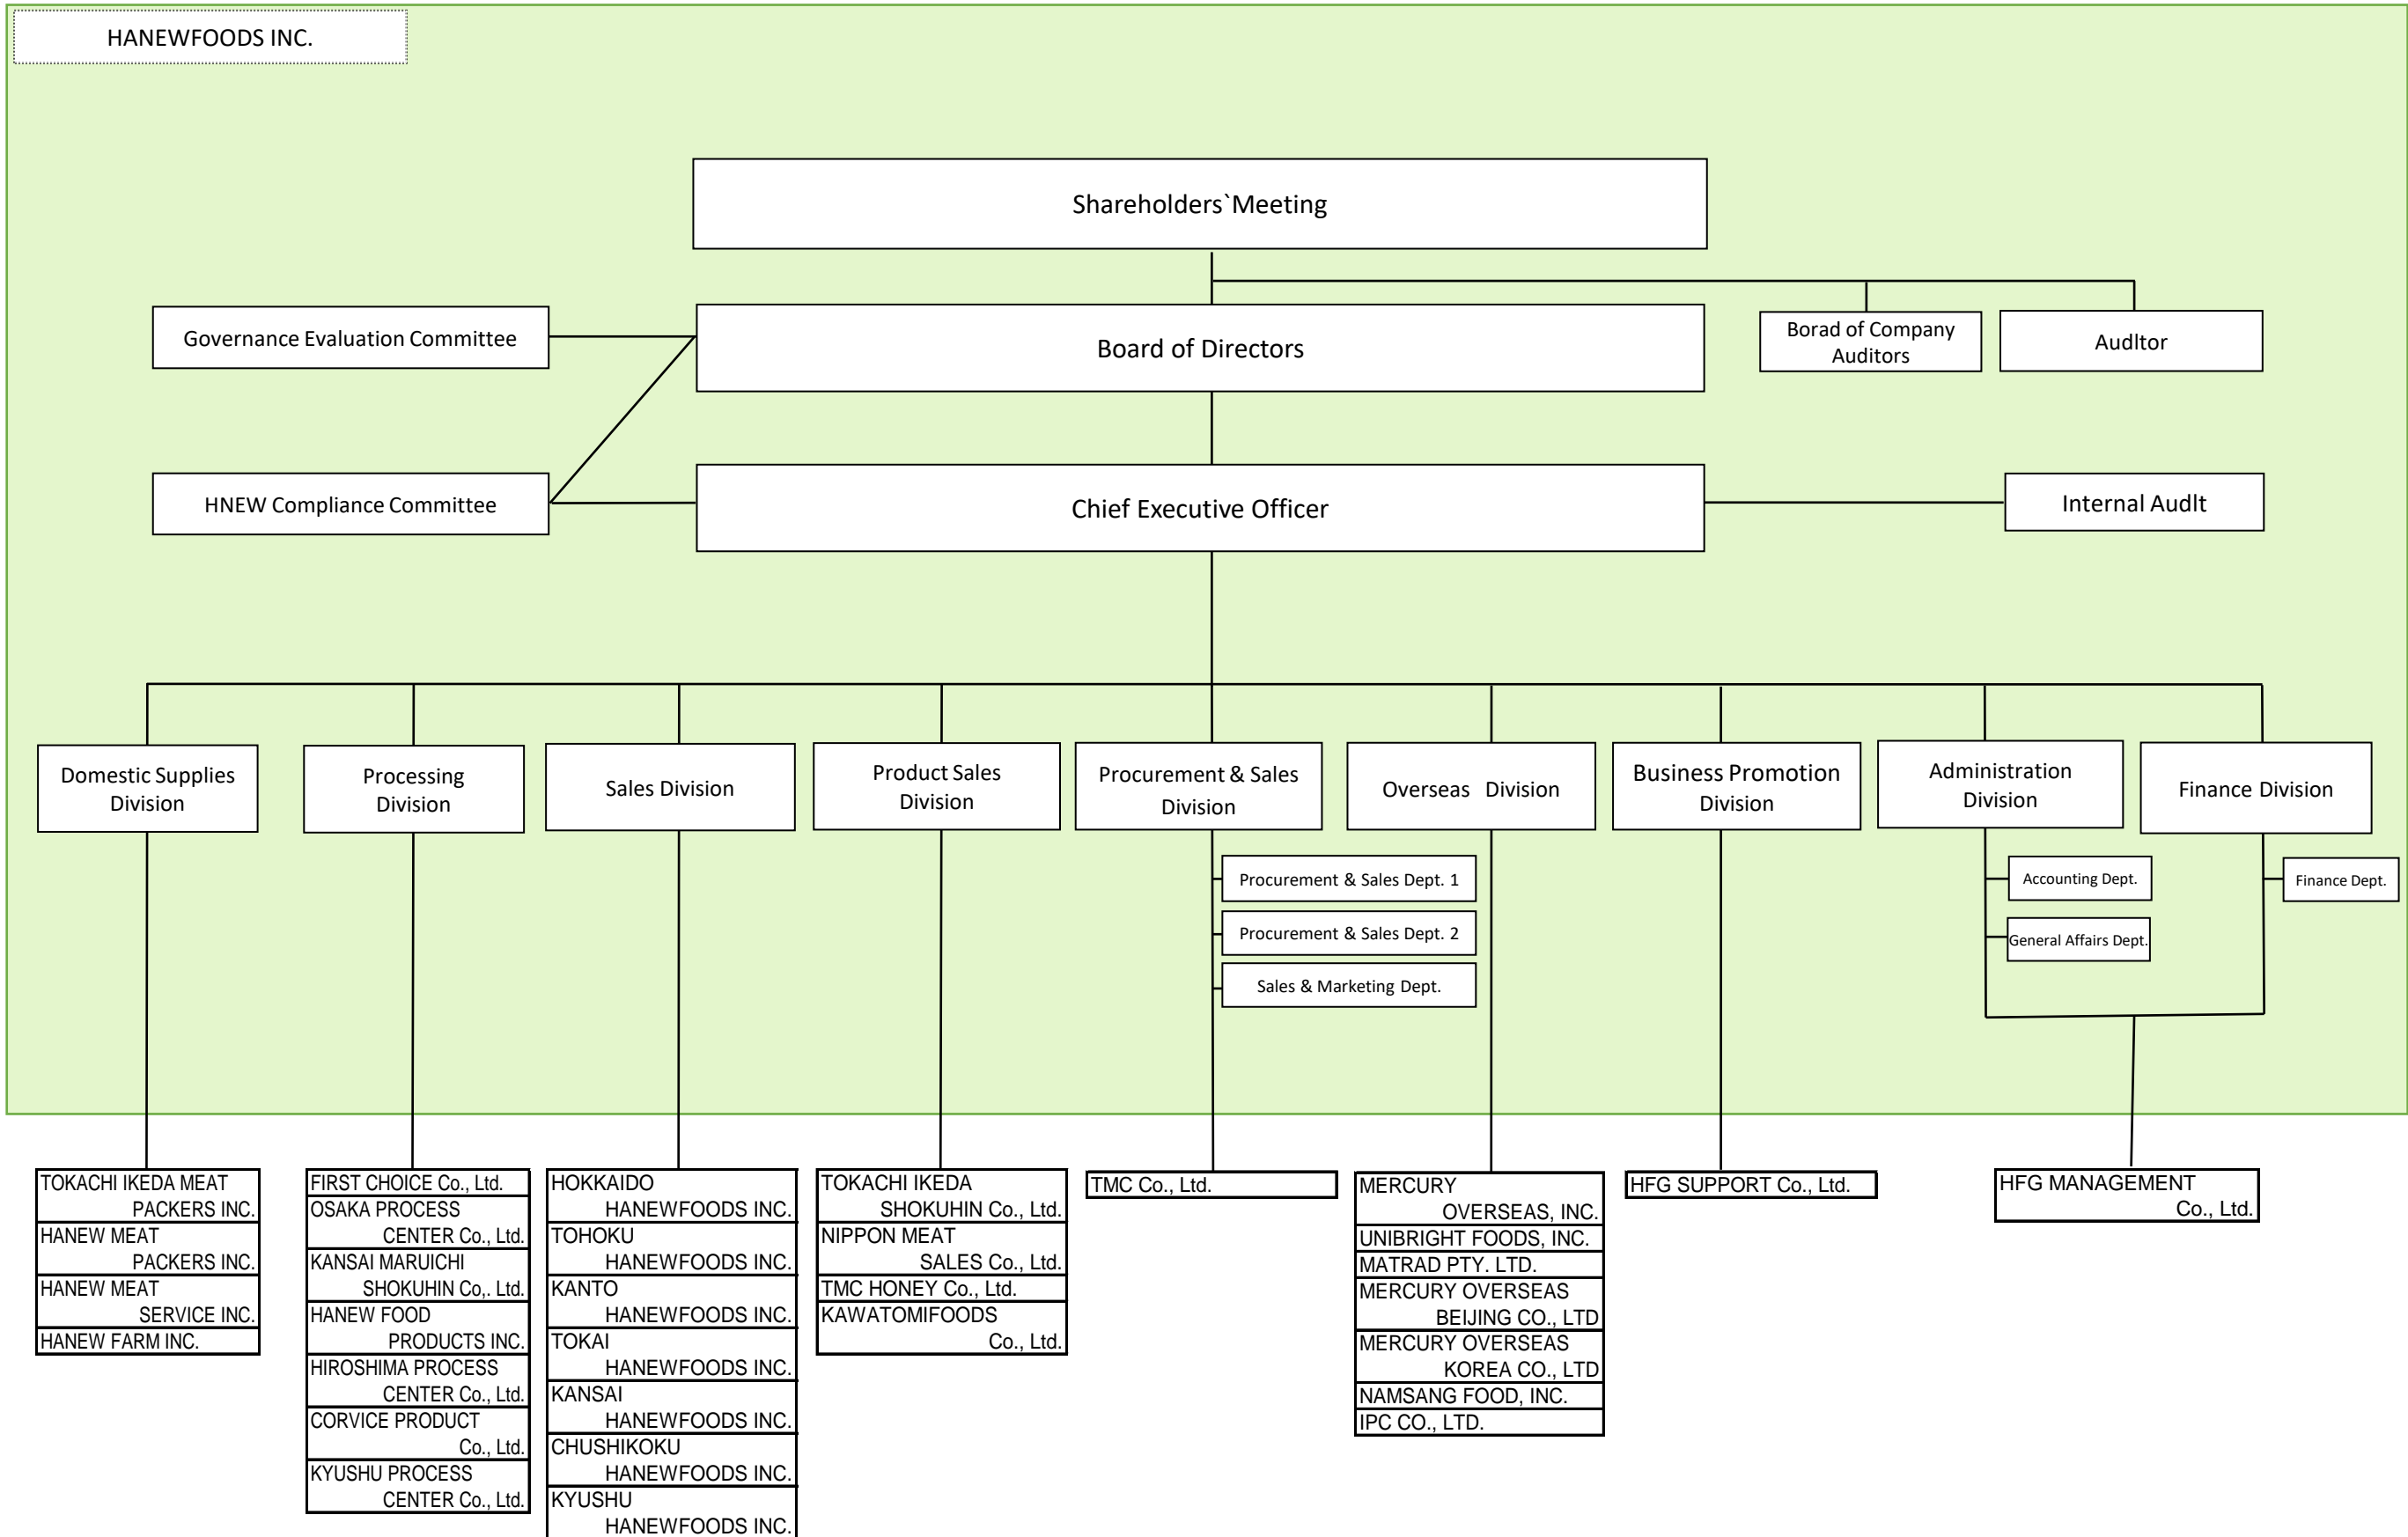 HANEWFOODS INC.
Shareholders`Meeting
Governance Evaluation Committee
Board of Directors
Borad of Company
Auditors
Audltor
HNEW Compliance Committee
Chief Executive Officer
Internal Audlt
Domestic Supplies
Division
Processing
Division
Sales Division
Product Sales
Division
Procurement & Sales
Division
Overseas Division
Business Promotion
Division
Administration
Division
Finance Division
Procurement & Sales Dept. 1
Procurement & Sales Dept. 2
Sales & Marketing Dept.
Accounting Dept.
General Affairs Dept.
Finance Dept.
TOKACHI IKEDA MEAT
PACKERS INC.
HANEW MEAT
PACKERS INC.
HANEW MEAT
SERVICE INC.
HANEW FARM INC.
FIRST CHOICE Co., Ltd.
OSAKA PROCESS
CENTER Co., Ltd.
KANSAI MARUICHI
SHOKUHIN Co,. Ltd.
HANEW FOOD
PRODUCTS INC.
HIROSHIMA PROCESS
CENTER Co., Ltd.
CORVICE PRODUCT
Co., Ltd.
KYUSHU PROCESS
CENTER Co., Ltd.
HOKKAIDO
HANEWFOODS INC.
TOHOKU
HANEWFOODS INC.
KANTO
HANEWFOODS INC.
TOKAI
HANEWFOODS INC.
KANSAI
HANEWFOODS INC.
CHUSHIKOKU
HANEWFOODS INC.
KYUSHU
HANEWFOODS INC.
TOKACHI IKEDA
SHOKUHIN Co., Ltd.
NIPPON MEAT
SALES Co., Ltd.
TMC HONEY Co., Ltd.
KAWATOMIFOODS
Co., Ltd.
TMC Co., Ltd.
MERCURY
OVERSEAS, INC.
UNIBRIGHT FOODS, INC.
MATRAD PTY. LTD.
MERCURY OVERSEAS
BEIJING CO., LTD
MERCURY OVERSEAS
KOREA CO., LTD
NAMSANG FOOD, INC.
IPC CO., LTD.
HFG SUPPORT Co., Ltd.
HFG MANAGEMENT
Co., Ltd.